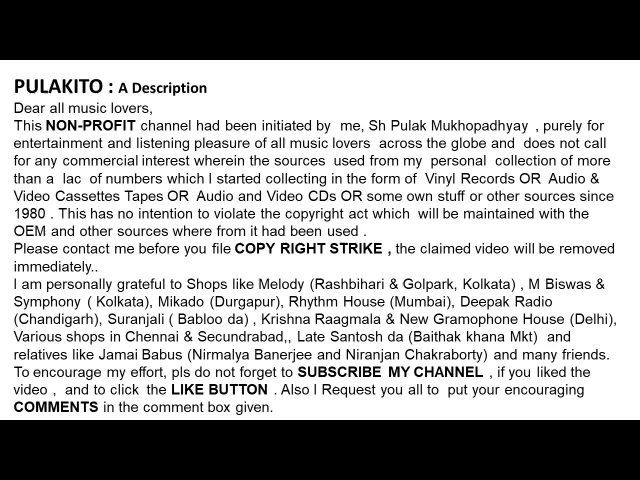 PULAKITO : A Description
Dear all music lovers,
This NON-PROFIT channel had been initiated by me, Sh Pulak Mukhopadhyay , purely for
entertainment and listening pleasure of all music lovers across the globe and does not call
for any commercial interest wherein the sources used from my personal collection of more
than a lac of numbers which I started collecting in the form of Vinyl Records OR Audio &
Video Cassettes Tapes OR Audio and Video CDs OR some own stuff or other sources since
1980 . This has no intention to violate the copyright act which will be maintained with the
OEM and other sources where from it had been used .
Please contact me before you file COPY RIGHT STRIKE , the claimed video will be removed
immediately..
I am personally grateful to Shops like Melody (Rashbihari & Golpark, Kolkata) , M Biswas &
Symphony ( Kolkata), Mikado (Durgapur), Rhythm House (Mumbai), Deepak Radio
(Chandigarh), Suranjali ( Babloo da) , Krishna Raagmala & New Gramophone House (Delhi),
Various shops in Chennai & Secundrabad,, Late Santosh da (Baithak khana Mkt) and
relatives like Jamai Babus (Nirmalya Banerjee and Niranjan Chakraborty) and many friends.
To encourage my effort, pls do not forget to SUBSCRIBE MY CHANNEL , if you liked the
video , and to click the LIKE BUTTON . Also I Request you all to put your encouraging
COMMENTS in the comment box given.